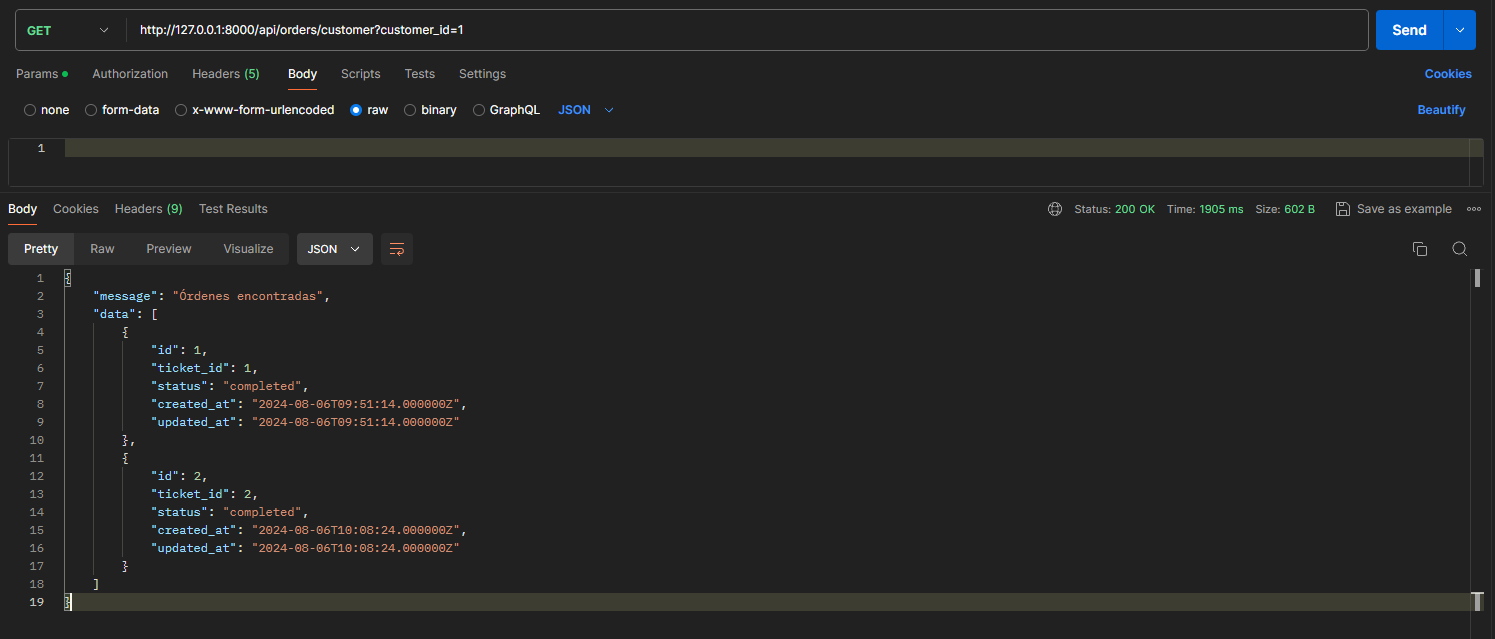 GET http://127.0.0.1:8000/api/orders/customer?customer_id=1 Send
Params Authorization Headers (5) Body Scripts Tests Settings Cookies
none form-data x-www-form-urlencoded raw binary GraphQL JSON Beautify
1
Body Cookies Headers (9) Test Results Status: 200 OK Time: 1905 ms Size: 602 B Save as example
Pretty Raw Preview Visualize JSON
1 {
2 "message": "Órdenes encontradas",
3 "data": [
4 {
5 "id": 1,
6 "ticket_id": 1,
7 "status": "completed",
8 "created_at": "2024-08-06T09:51:14.000000Z",
9 "updated_at": "2024-08-06T09:51:14.000000Z"
10 },
11 {
12 "id": 2,
13 "ticket_id": 2,
14 "status": "completed",
15 "created_at": "2024-08-06T10:08:24.000000Z",
16 "updated_at": "2024-08-06T10:08:24.000000Z"
17 }
18 ]
19 }